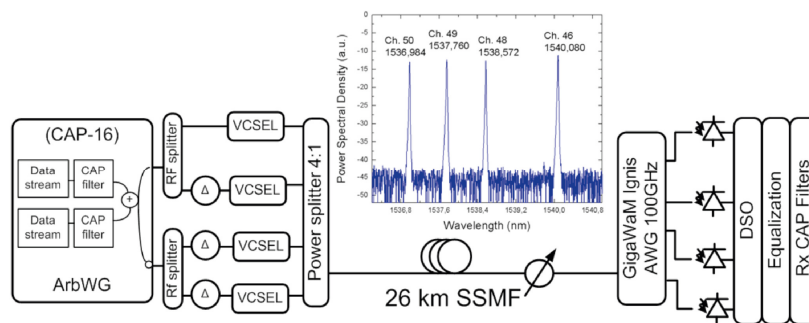 (CAP-16)
Data stream
CAP filter
+
Data stream
CAP filter
ArbWG
RF splitter
Rf splitter
Δ
Δ
Δ
VCSEL
VCSEL
VCSEL
VCSEL
Power splitter 4:1
Power Spectral Density (a.u.)
0
-5
-10
-15
-20
-25
-30
-35
-40
-45
-50
Ch. 50
1536,984
Ch. 49
1537,760
Ch. 48
1538,572
Ch. 46
1540,080
1536,8
1537,6
1538,4
1539,2
1540,0
1540,8
Wavelength (nm)
26 km SSMF
GigaWaM Ignis
AWG 100GHz
DSO
Equalization
Rx CAP Filters